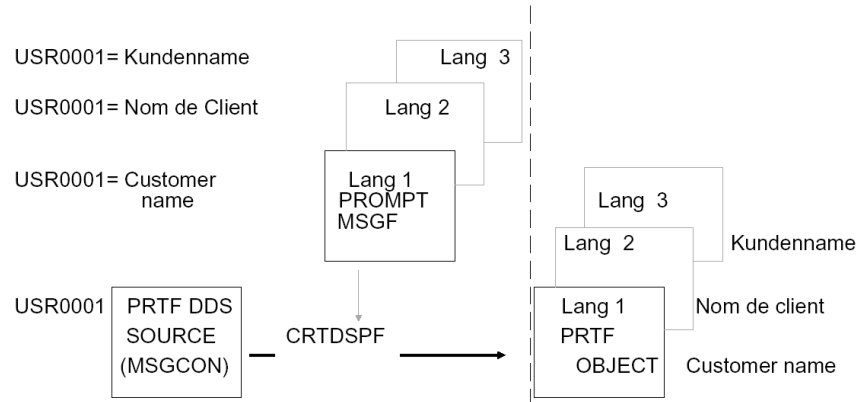 USR0001= Kundenname
Lang 3
USR0001= Nom de Client
Lang 2
USR0001= Customer
name
Lang 1
PROMPT
MSGF
Lang 3
Kundenname
Lang 2
Nom de client
USR0001
PRTF DDS
SOURCE
(MSGCON)
CRTDSPF
Lang 1
PRTF
OBJECT
Customer name